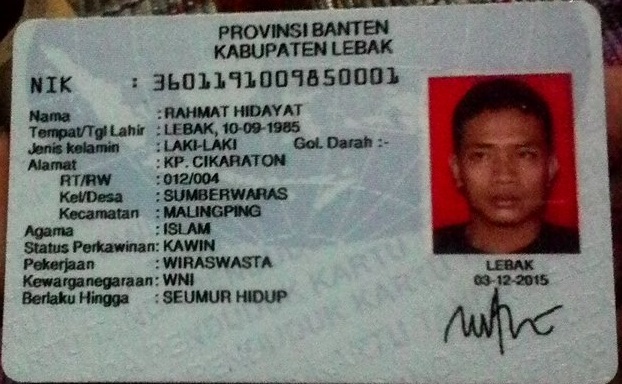 PROVINSI BANTEN
KABUPATEN LEBAK
NIK : 3601191009850001
Nama : RAHMAT HIDAYAT
Tempat/Tgl Lahir : LEBAK, 10-09-1985
Jenis kelamin : LAKI-LAKI Gol. Darah :-
Alamat : KP. CIKARATON
RT/RW : 012/004
Kel/Desa : SUMBERWARAS
Kecamatan : MALINGPING
Agama : ISLAM
Status Perkawinan: KAWIN
Pekerjaan : WIRASWASTA
Kewarganegaraan: WNI
Berlaku Hingga : SEUMUR HIDUP
LEBAK
03-12-2015